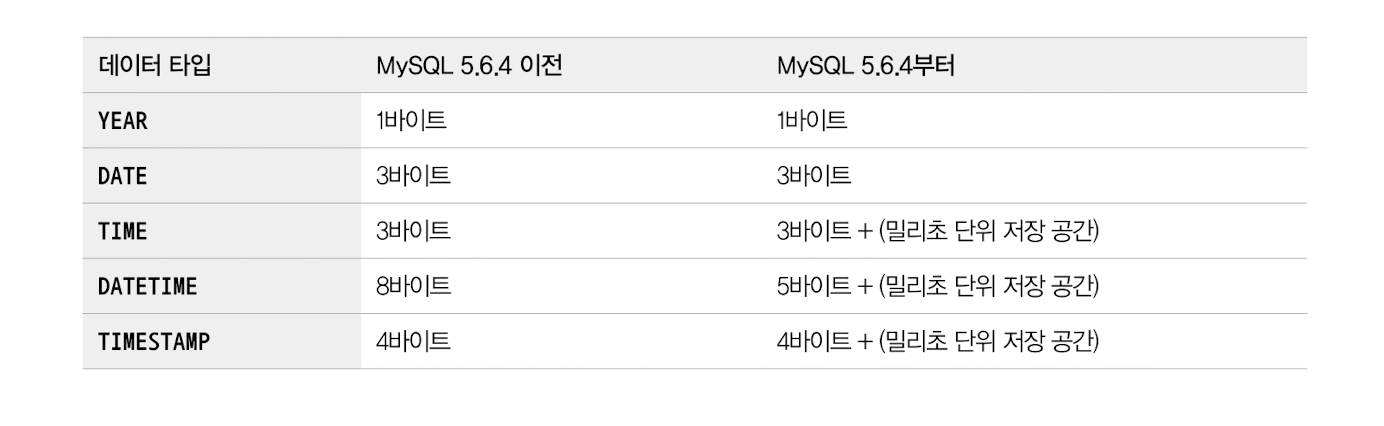 데이터 타입 MySQL 5.6.4 이전 MySQL 5.6.4부터
YEAR 1바이트 1바이트
DATE 3바이트 3바이트
TIME 3바이트 3바이트 + (밀리초 단위 저장 공간)
DATETIME 8바이트 5바이트 + (밀리초 단위 저장 공간)
TIMESTAMP 4바이트 4바이트 + (밀리초 단위 저장 공간)